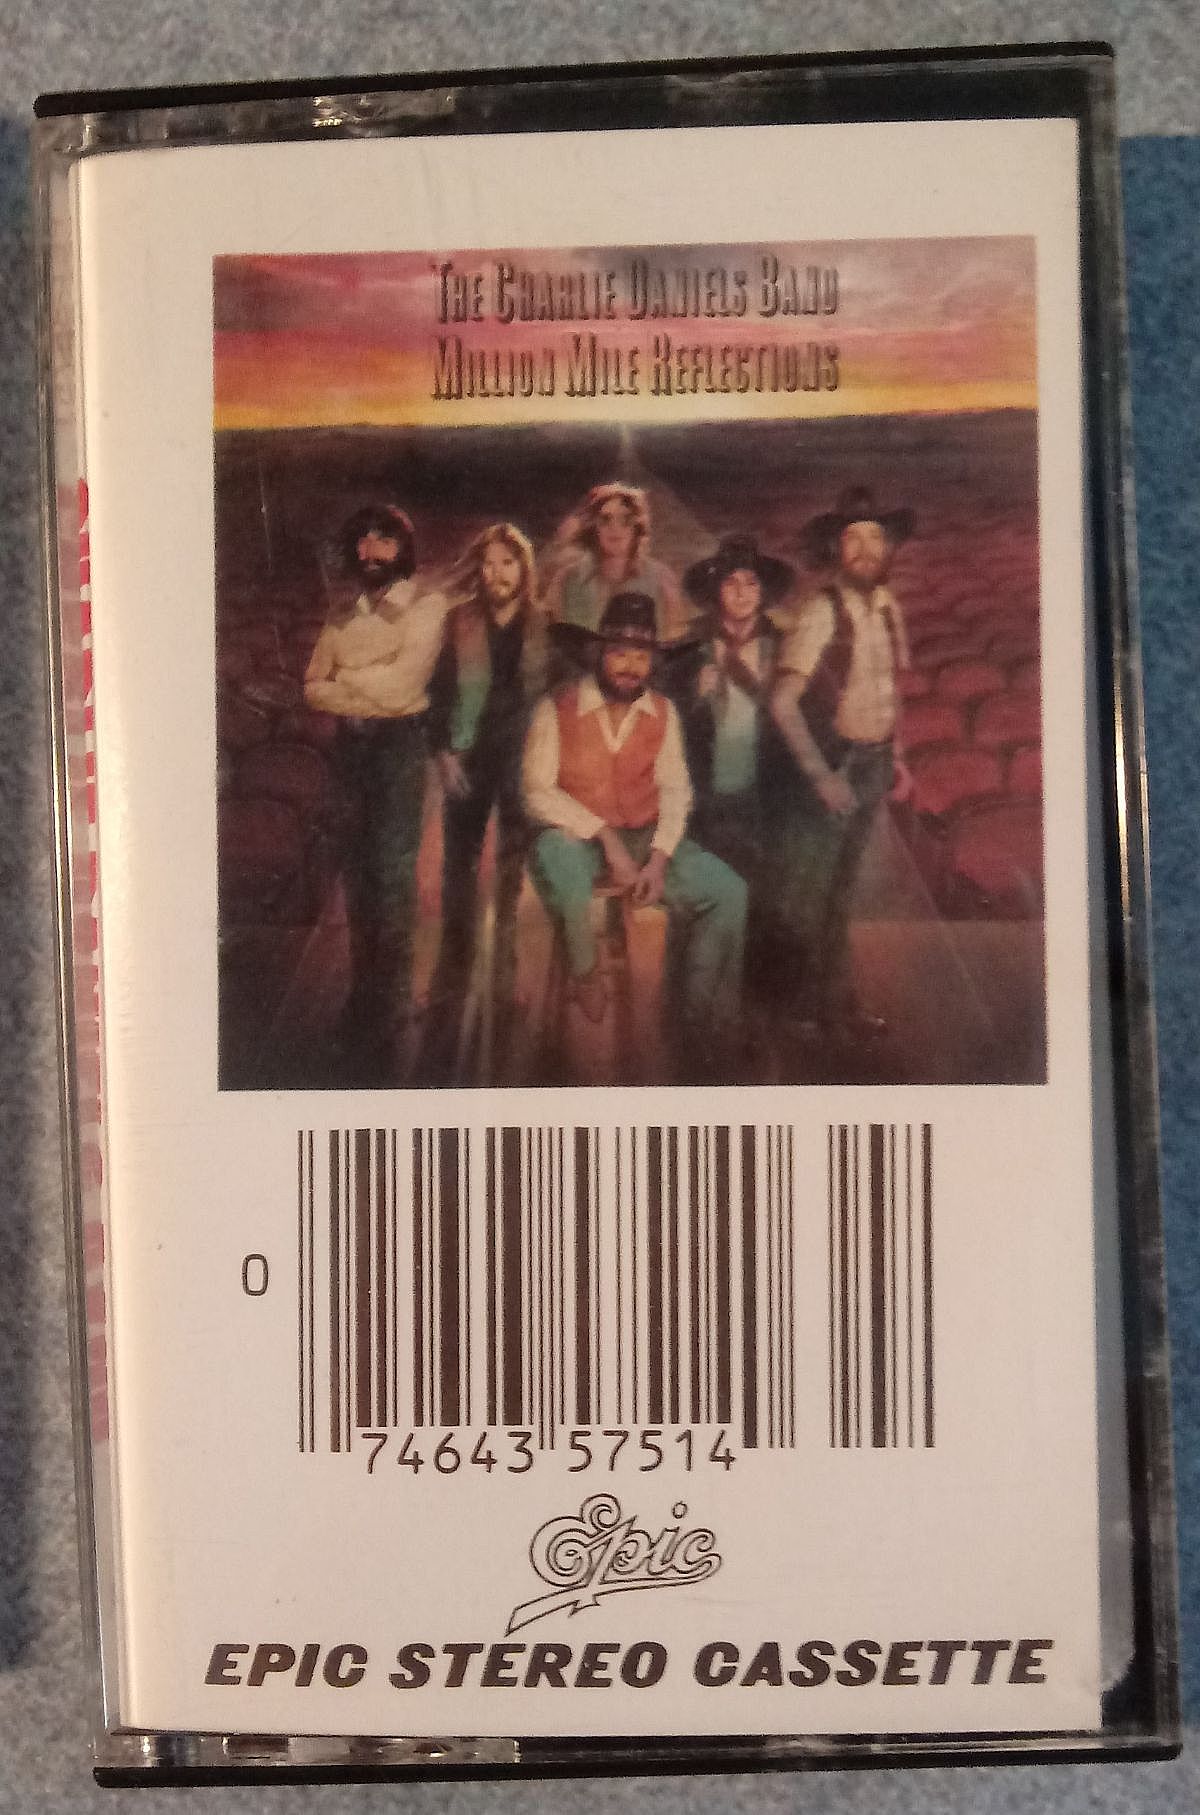 THE CHARLIE DANIELS BAND
MILLION MILE REFLECTIONS
0
74643 57514
Epic
EPIC STEREO CASSETTE